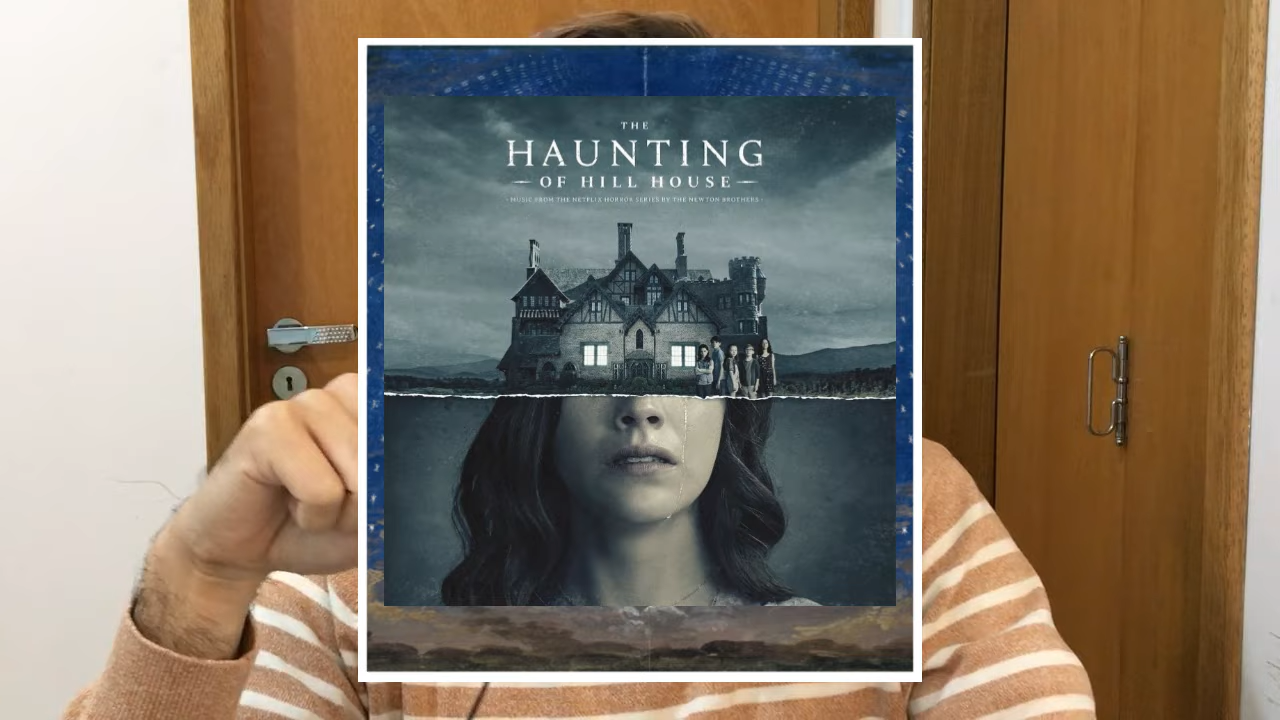 THE
HAUNTING
OF HILL HOUSE
· MUSIC FROM THE NETFLIX HORROR SERIES BY THE NEWTON BROTHERS ·